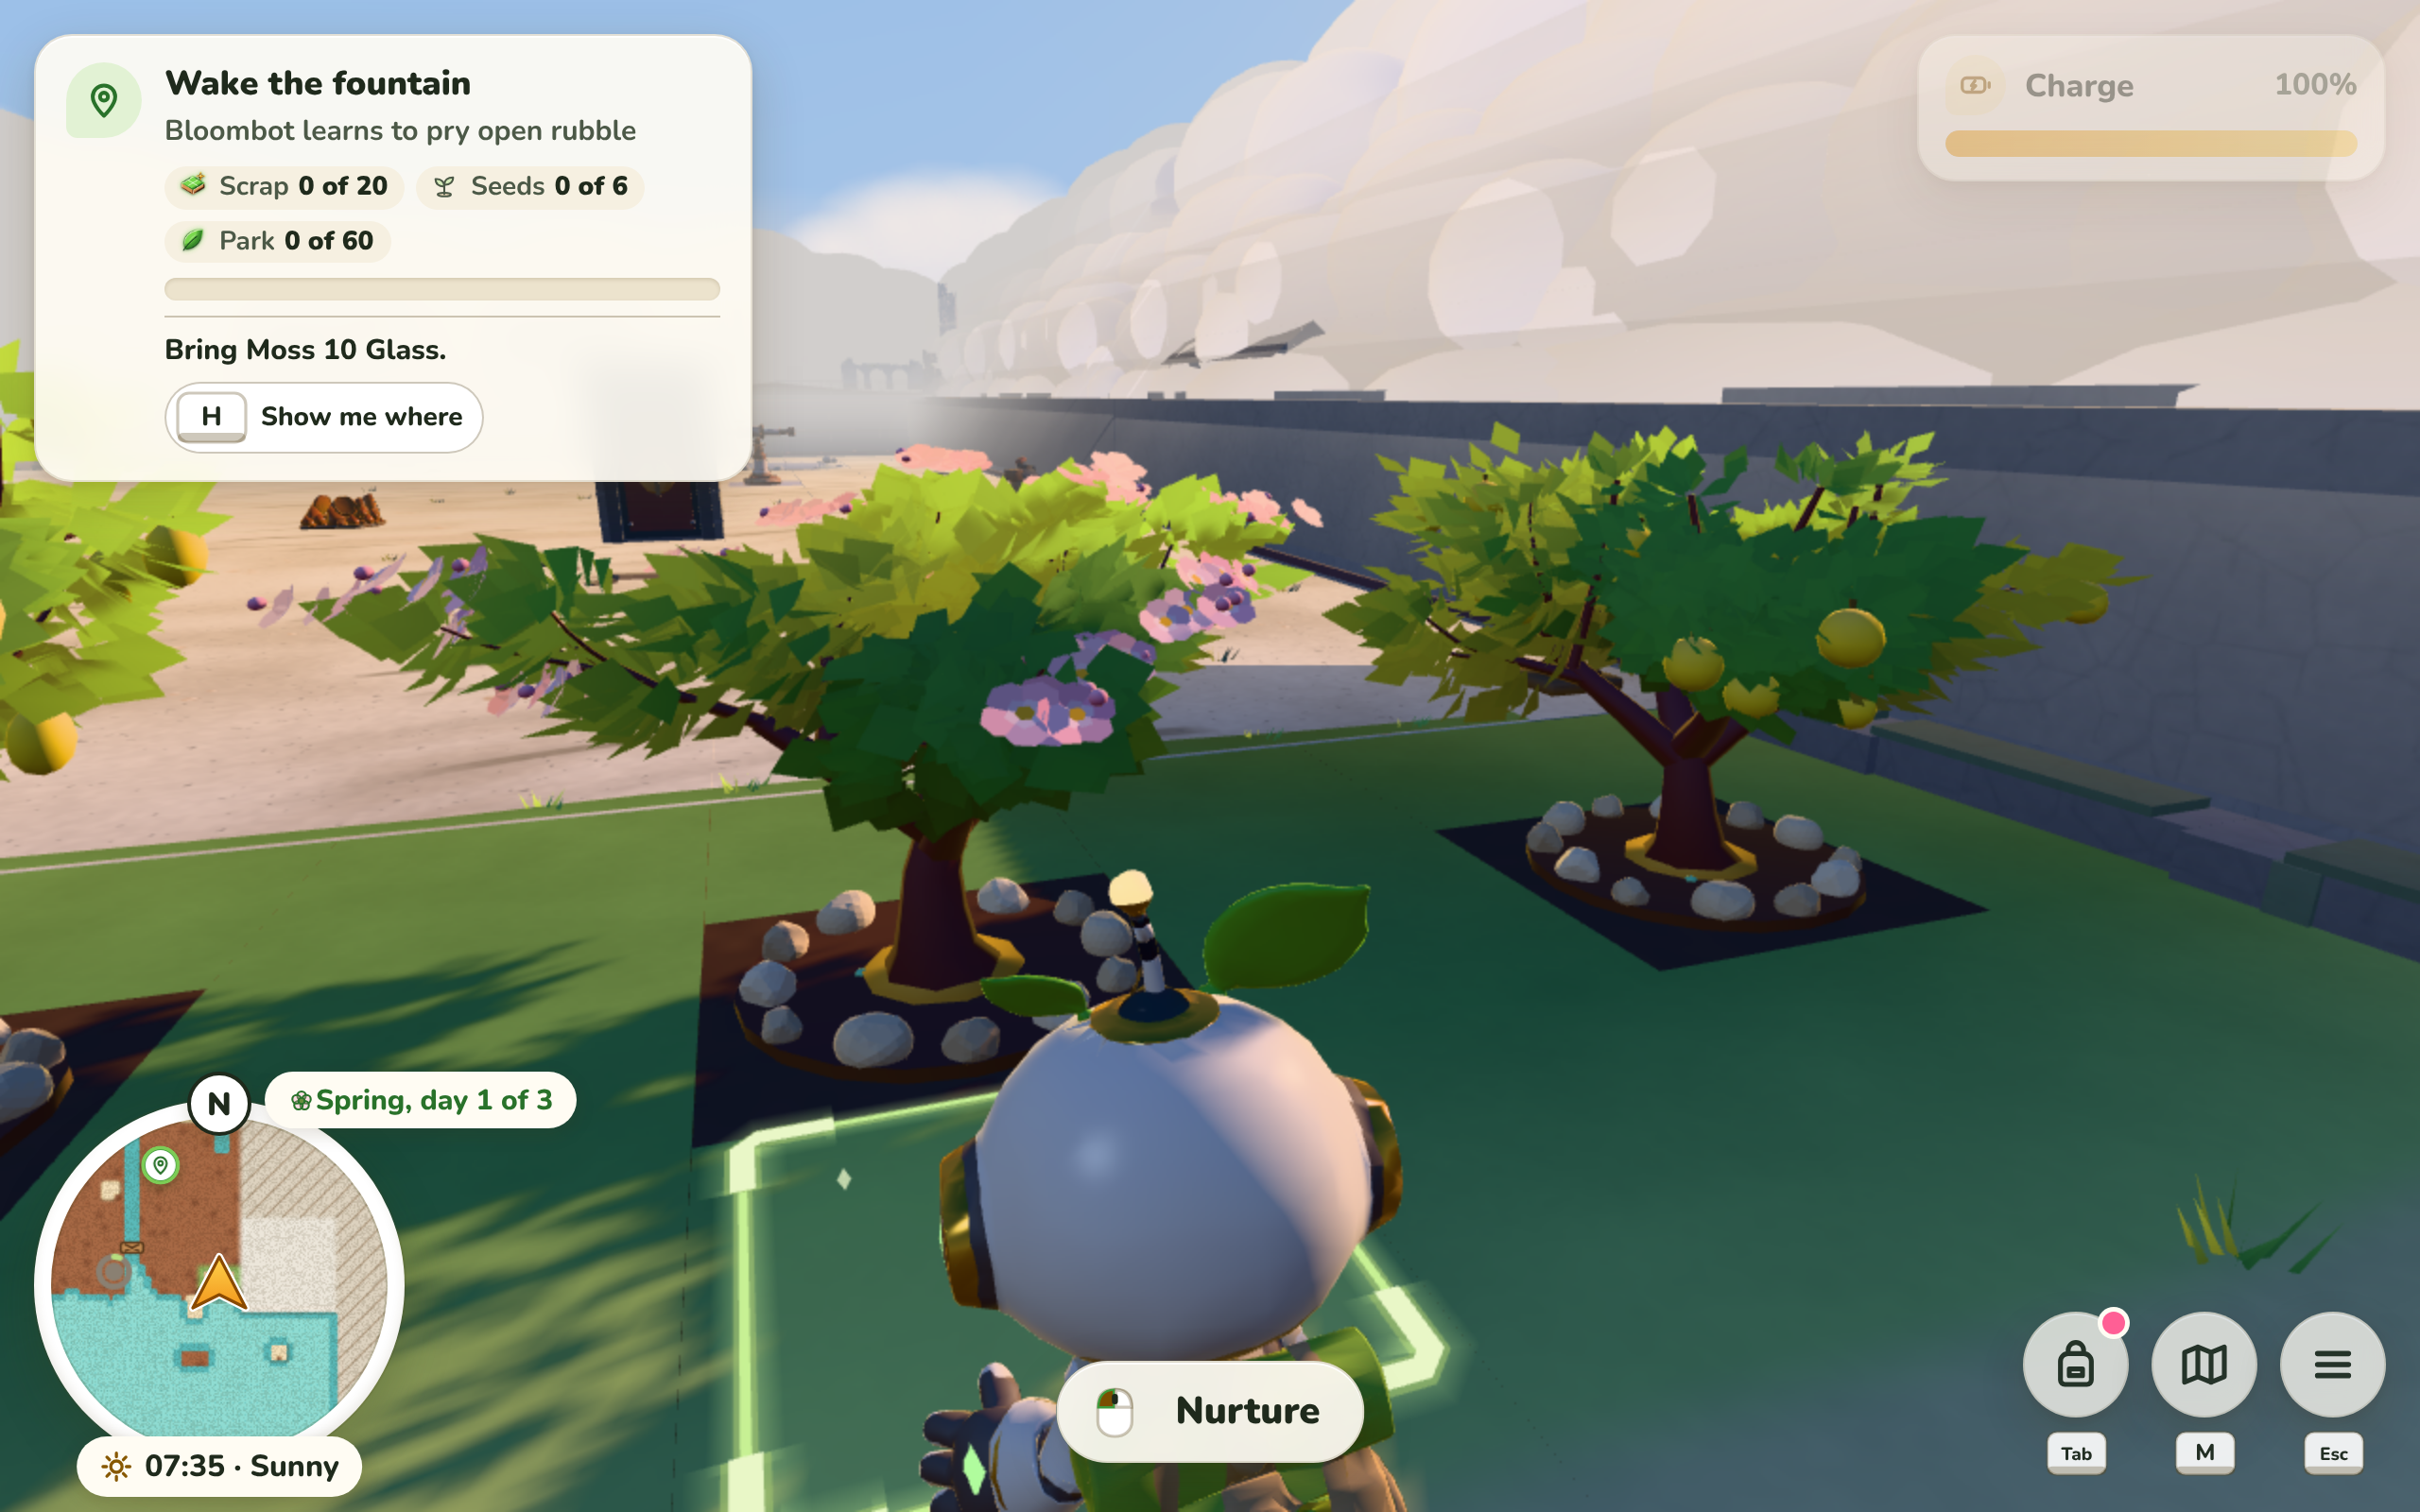 Wake the fountain
Bloombot learns to pry open rubble
Scrap 0 of 20 Seeds 0 of 6
Park 0 of 60
Bring Moss 10 Glass.
H Show me where
Charge 100%
N
Spring, day 1 of 3
07:35 · Sunny
Nurture
Tab M Esc